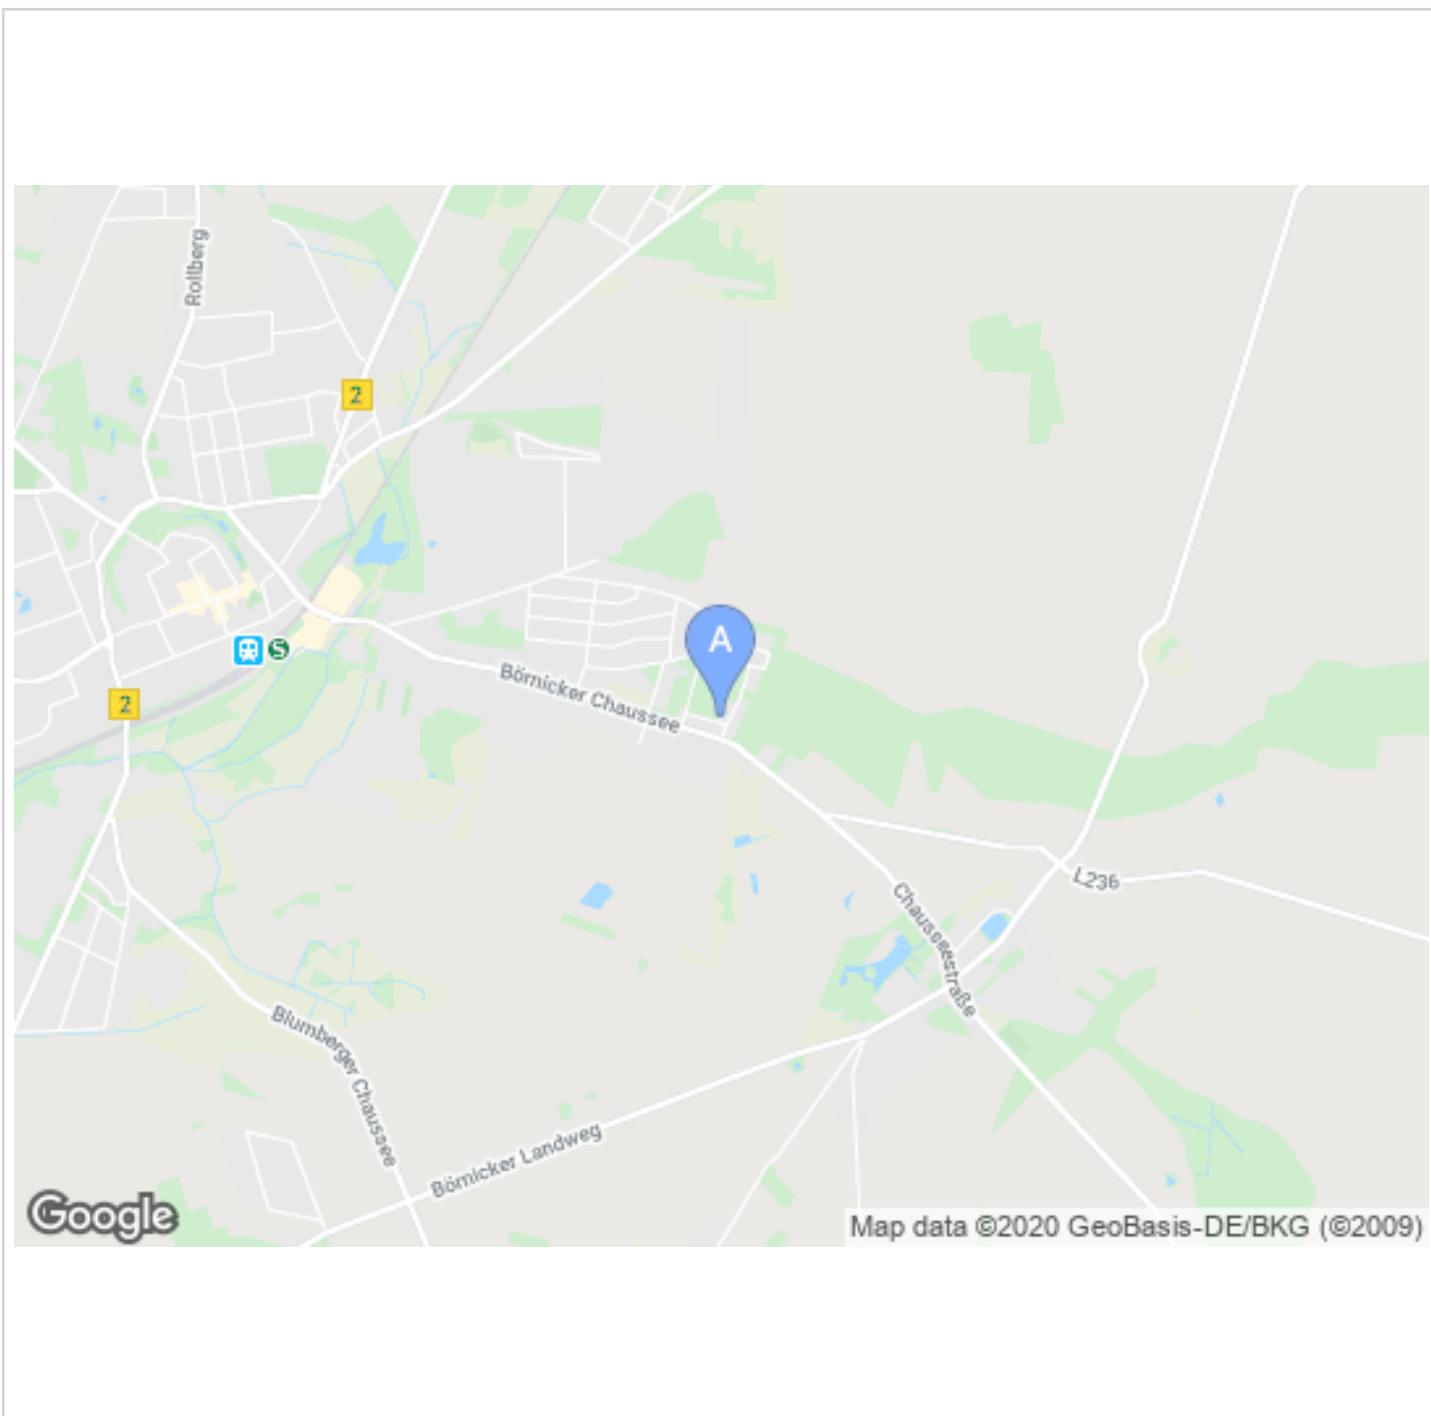 Rollberg
2
S
A
2
Börnicker Chaussee
L236
Chausseestraße
Blumberger Chaussee
Börnicker Landweg
Google
Map data ©2020 GeoBasis-DE/BKG (©2009)